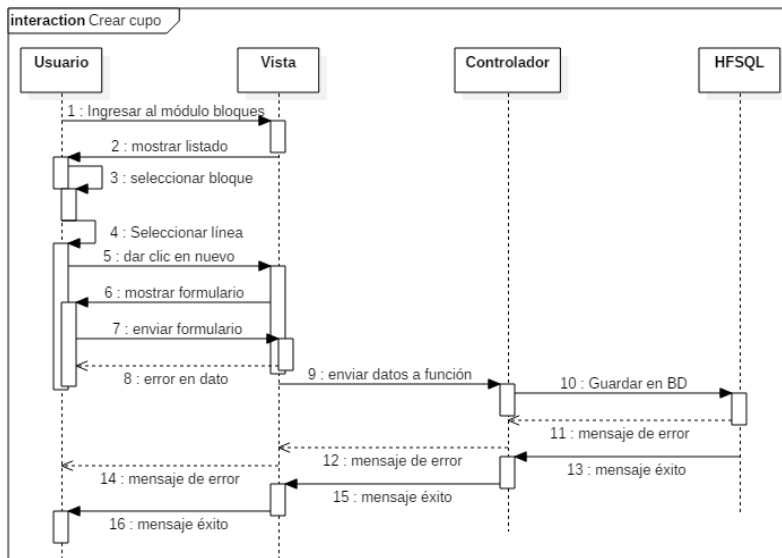 interaction Crear cupo
Usuario
Vista
Controlador
HFSQL
1 : Ingresar al módulo bloques
2 : mostrar listado
3 : seleccionar bloque
4 : Seleccionar línea
5 : dar clic en nuevo
6 : mostrar formulario
7 : enviar formulario
8 : error en dato
9 : enviar datos a función
10 : Guardar en BD
11 : mensaje de error
12 : mensaje de error
13 : mensaje éxito
14 : mensaje de error
15 : mensaje éxito
16 : mensaje éxito